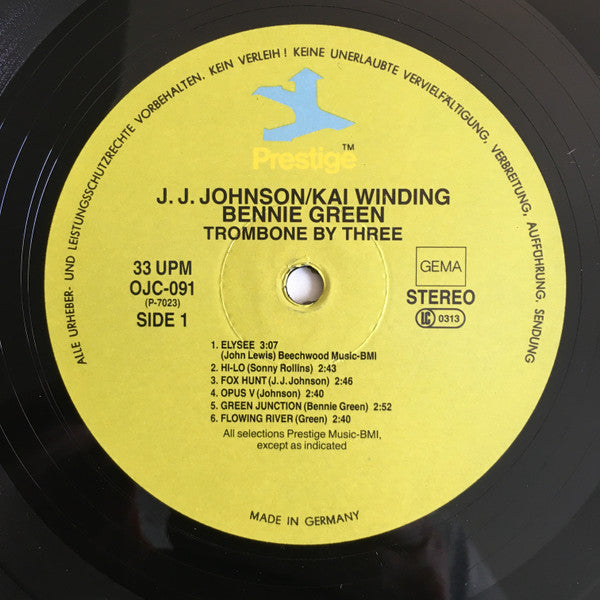 ALLE URHEBER- UND LEISTUNGSSCHUTZRECHTE VORBEHALTEN. KEIN VERLEIH! KEINE UNERLAUBTE VERVIELFÄLTIGUNG, VERBREITUNG, AUFFÜHRUNG, SENDUNG
Prestige™
J. J. JOHNSON/KAI WINDING
BENNIE GREEN
TROMBONE BY THREE
33 UPM
OJC-091
(P-7023)
SIDE 1
GEMA
STEREO
LC 0313
1. ELYSEE 3:07
(John Lewis) Beechwood Music-BMI
2. HI-LO (Sonny Rollins) 2:43
3. FOX HUNT (J. J. Johnson) 2:46
4. OPUS V (Johnson) 2:40
5. GREEN JUNCTION (Bennie Green) 2:52
6. FLOWING RIVER (Green) 2:40
All selections Prestige Music-BMI,
except as indicated
MADE IN GERMANY